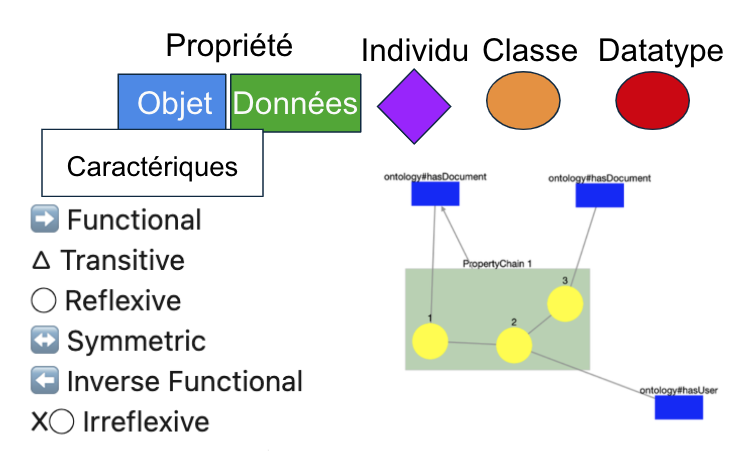 Propriété
Individu
Classe
Datatype
Objet
Données
Caractériques
ontology#hasDocument
ontology#hasDocument
➡ Functional
Δ Transitive
◯ Reflexive
↔ Symmetric
⬅ Inverse Functional
X◯ Irreflexive
PropertyChain 1
3
1
2
ontology#hasUser